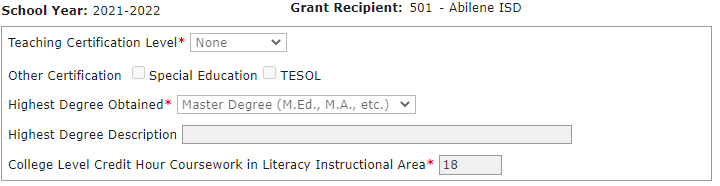 School Year: 2021-2022 Grant Recipient: 501 - Abilene ISD
Teaching Certification Level* None
Other Certification Special Education TESOL
Highest Degree Obtained* Master Degree (M.Ed., M.A., etc.)
Highest Degree Description
College Level Credit Hour Coursework in Literacy Instructional Area* 18